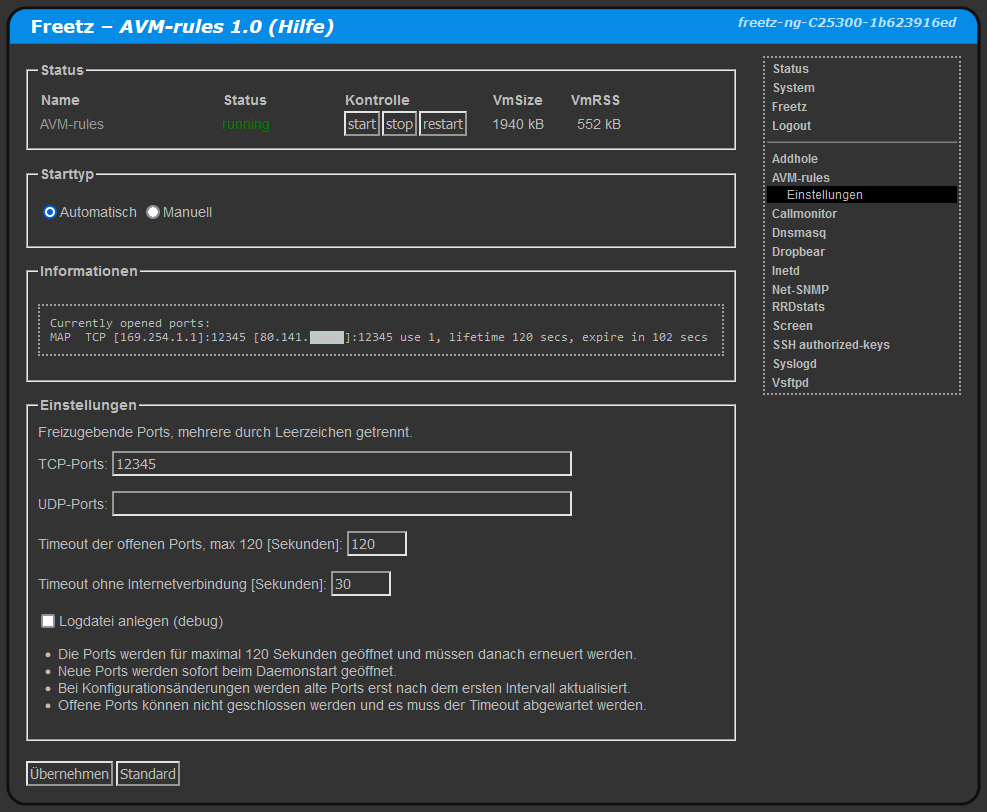 Freetz – AVM-rules 1.0 (Hilfe)
freetz-ng-C25300-1b623916ed
Status
Name Status Kontrolle VmSize VmRSS
AVM-rules running start stop restart 1940 kB 552 kB
Starttyp
Automatisch Manuell
Informationen
Currently opened ports:
MAP  TCP [169.254.1.1]:12345 [80.141. ]:12345 use 1, lifetime 120 secs, expire in 102 secs
Einstellungen
Freizugebende Ports, mehrere durch Leerzeichen getrennt.
TCP-Ports: 12345
UDP-Ports:
Timeout der offenen Ports, max 120 [Sekunden]: 120
Timeout ohne Internetverbindung [Sekunden]: 30
Logdatei anlegen (debug)
• Die Ports werden für maximal 120 Sekunden geöffnet und müssen danach erneuert werden.
• Neue Ports werden sofort beim Daemonstart geöffnet.
• Bei Konfigurationsänderungen werden alte Ports erst nach dem ersten Intervall aktualisiert.
• Offene Ports können nicht geschlossen werden und es muss der Timeout abgewartet werden.
Übernehmen Standard
Status
System
Freetz
Logout
Addhole
AVM-rules
Einstellungen
Callmonitor
Dnsmasq
Dropbear
Inetd
Net-SNMP
RRDstats
Screen
SSH authorized-keys
Syslogd
Vsftpd